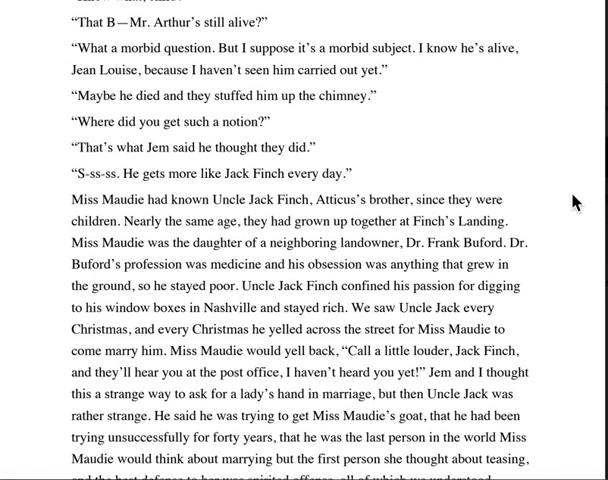 “That B—Mr. Arthur’s still alive?”
“What a morbid question. But I suppose it’s a morbid subject. I know he’s alive,
Jean Louise, because I haven’t seen him carried out yet.”
“Maybe he died and they stuffed him up the chimney.”
“Where did you get such a notion?”
“That’s what Jem said he thought they did.”
“S-ss-ss. He gets more like Jack Finch every day.”
Miss Maudie had known Uncle Jack Finch, Atticus’s brother, since they were
children. Nearly the same age, they had grown up together at Finch’s Landing.
Miss Maudie was the daughter of a neighboring landowner, Dr. Frank Buford. Dr.
Buford’s profession was medicine and his obsession was anything that grew in
the ground, so he stayed poor. Uncle Jack Finch confined his passion for digging
to his window boxes in Nashville and stayed rich. We saw Uncle Jack every
Christmas, and every Christmas he yelled across the street for Miss Maudie to
come marry him. Miss Maudie would yell back, “Call a little louder, Jack Finch,
and they’ll hear you at the post office, I haven’t heard you yet!” Jem and I thought
this a strange way to ask for a lady’s hand in marriage, but then Uncle Jack was
rather strange. He said he was trying to get Miss Maudie’s goat, that he had been
trying unsuccessfully for forty years, that he was the last person in the world Miss
Maudie would think about marrying but the first person she thought about teasing,